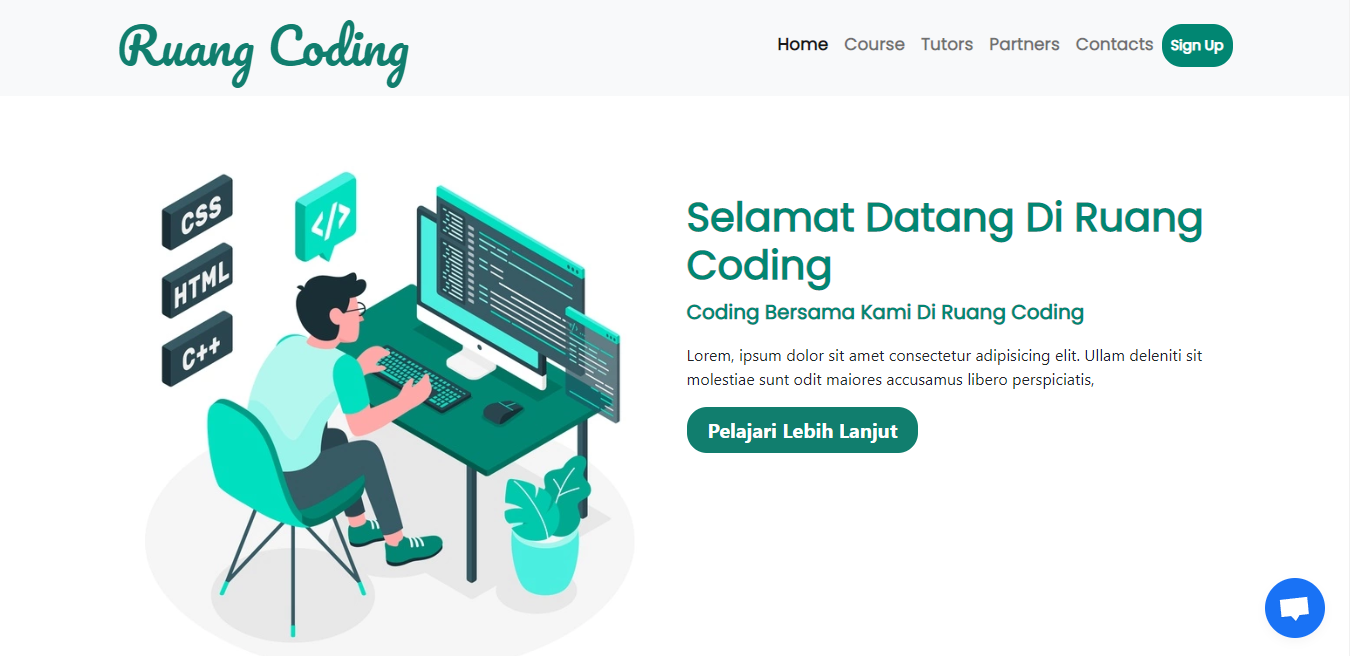 Ruang Coding
Home Course Tutors Partners Contacts Sign Up
CSS
</>
HTML
C++
Selamat Datang Di Ruang
Coding
Coding Bersama Kami Di Ruang Coding
Lorem, ipsum dolor sit amet consectetur adipisicing elit. Ullam deleniti sit
molestiae sunt odit maiores accusamus libero perspiciatis,
Pelajari Lebih Lanjut